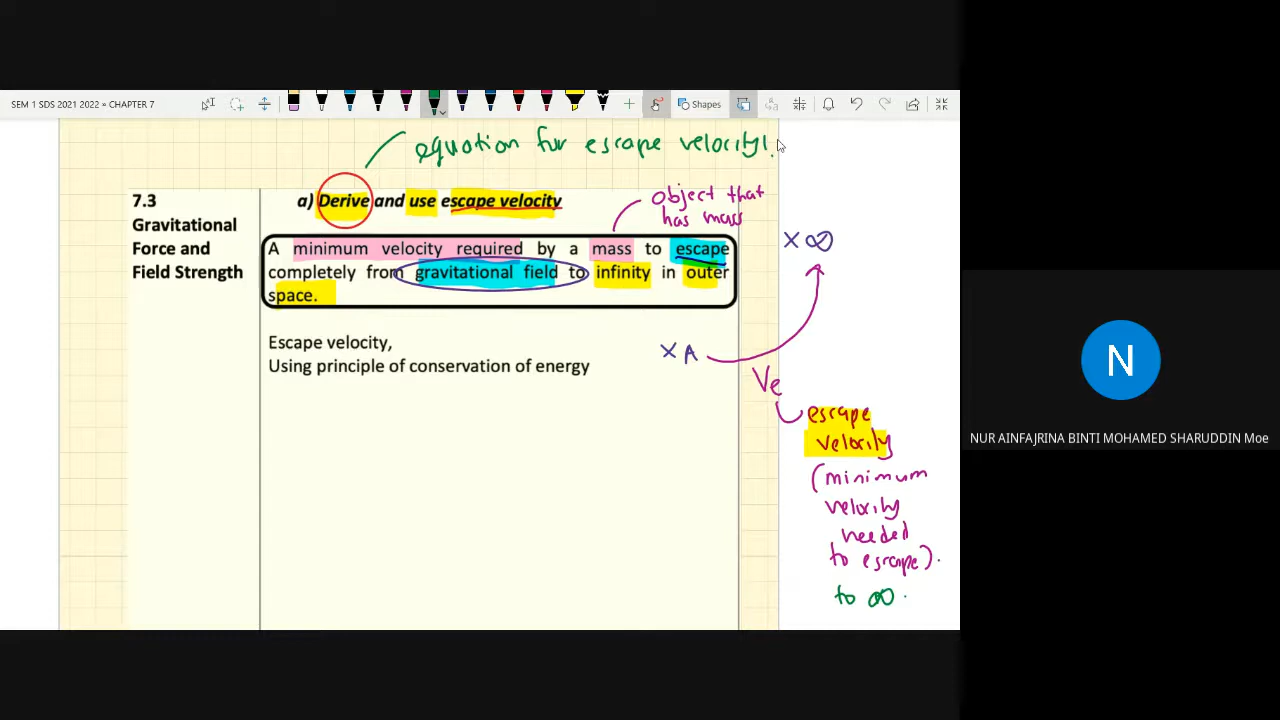 SEM 1 SDS 2021 2022 » CHAPTER 7
Shapes
equation for escape velocity!
7.3
Gravitational
Force and
Field Strength
a) Derive and use escape velocity
object that
has mass
A minimum velocity required by a mass to escape
completely from gravitational field to infinity in outer
space.
× ∞
Escape velocity,
Using principle of conservation of energy
× A
Ve
escape
velocity
(minimum
velocity
needed
to escape).
to ∞.
N
NUR AINFAJRINA BINTI MOHAMED SHARUDDIN Moe